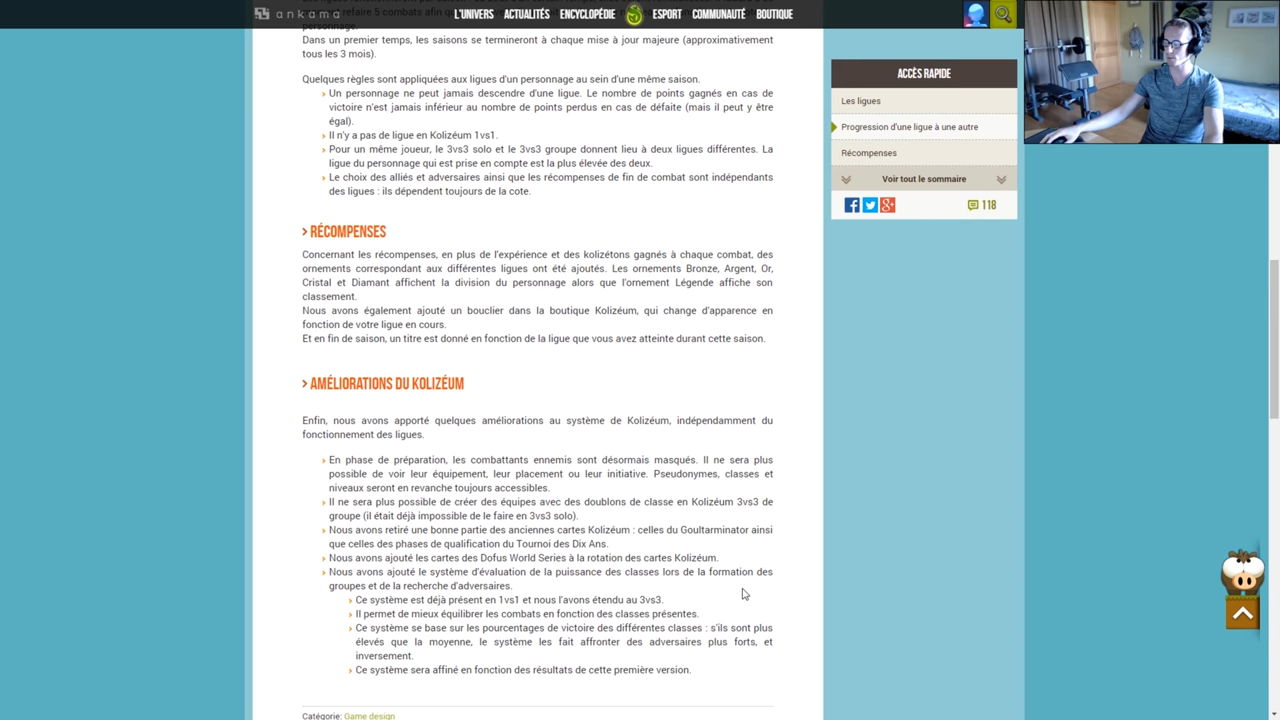 ankama
L'UNIVERS ACTUALITÉS ENCYCLOPÉDIE ESPORT COMMUNAUTÉ BOUTIQUE
refaire 5 combats afin
personnage.
Dans un premier temps, les saisons se termineront à chaque mise à jour majeure (approximativement
tous les 3 mois).
Quelques règles sont appliquées aux ligues d'un personnage au sein d'une même saison.
Un personnage ne peut jamais descendre d'une ligue. Le nombre de points gagnés en cas de
victoire n'est jamais inférieur au nombre de points perdus en cas de défaite (mais il peut y être
égal).
Il n'y a pas de ligue en Kolizéum 1vs1.
Pour un même joueur, le 3vs3 solo et le 3vs3 groupe donnent lieu à deux ligues différentes. La
ligue du personnage qui est prise en compte est la plus élevée des deux.
Le choix des alliés et adversaires ainsi que les récompenses de fin de combat sont indépendants
des ligues : ils dépendent toujours de la cote.
RÉCOMPENSES
Concernant les récompenses, en plus de l'expérience et des kolizétons gagnés à chaque combat, des
ornements correspondant aux différentes ligues ont été ajoutés. Les ornements Bronze, Argent, Or,
Cristal et Diamant affichent la division du personnage alors que l'ornement Légende affiche son
classement.
Nous avons également ajouté un bouclier dans la boutique Kolizéum, qui change d'apparence en
fonction de votre ligue en cours.
Et en fin de saison, un titre est donné en fonction de la ligue que vous avez atteinte durant cette saison.
AMÉLIORATIONS DU KOLIZÉUM
Enfin, nous avons apporté quelques améliorations au système de Kolizéum, indépendamment du
fonctionnement des ligues.
En phase de préparation, les combattants ennemis sont désormais masqués. Il ne sera plus
possible de voir leur équipement, leur placement ou leur initiative. Pseudonymes, classes et
niveaux seront en revanche toujours accessibles.
Il ne sera plus possible de créer des équipes avec des doublons de classe en Kolizéum 3vs3 de
groupe (il était déjà impossible de le faire en 3vs3 solo).
Nous avons retiré une bonne partie des anciennes cartes Kolizéum : celles du Goultarminator ainsi
que celles des phases de qualification du Tournoi des Dix Ans.
Nous avons ajouté les cartes des Dofus World Series à la rotation des cartes Kolizéum.
Nous avons ajouté le système d'évaluation de la puissance des classes lors de la formation des
groupes et de la recherche d'adversaires.
Ce système est déjà présent en 1vs1 et nous l'avons étendu au 3vs3.
Il permet de mieux équilibrer les combats en fonction des classes présentes.
Ce système se base sur les pourcentages de victoire des différentes classes : s'ils sont plus
élevés que la moyenne, le système les fait affronter des adversaires plus forts, et
inversement.
Ce système sera affiné en fonction des résultats de cette première version.
Catégorie: Game design
ACCÈS RAPIDE
Les ligues
Progression d'une ligue à une autre
Récompenses
Voir tout le sommaire
118